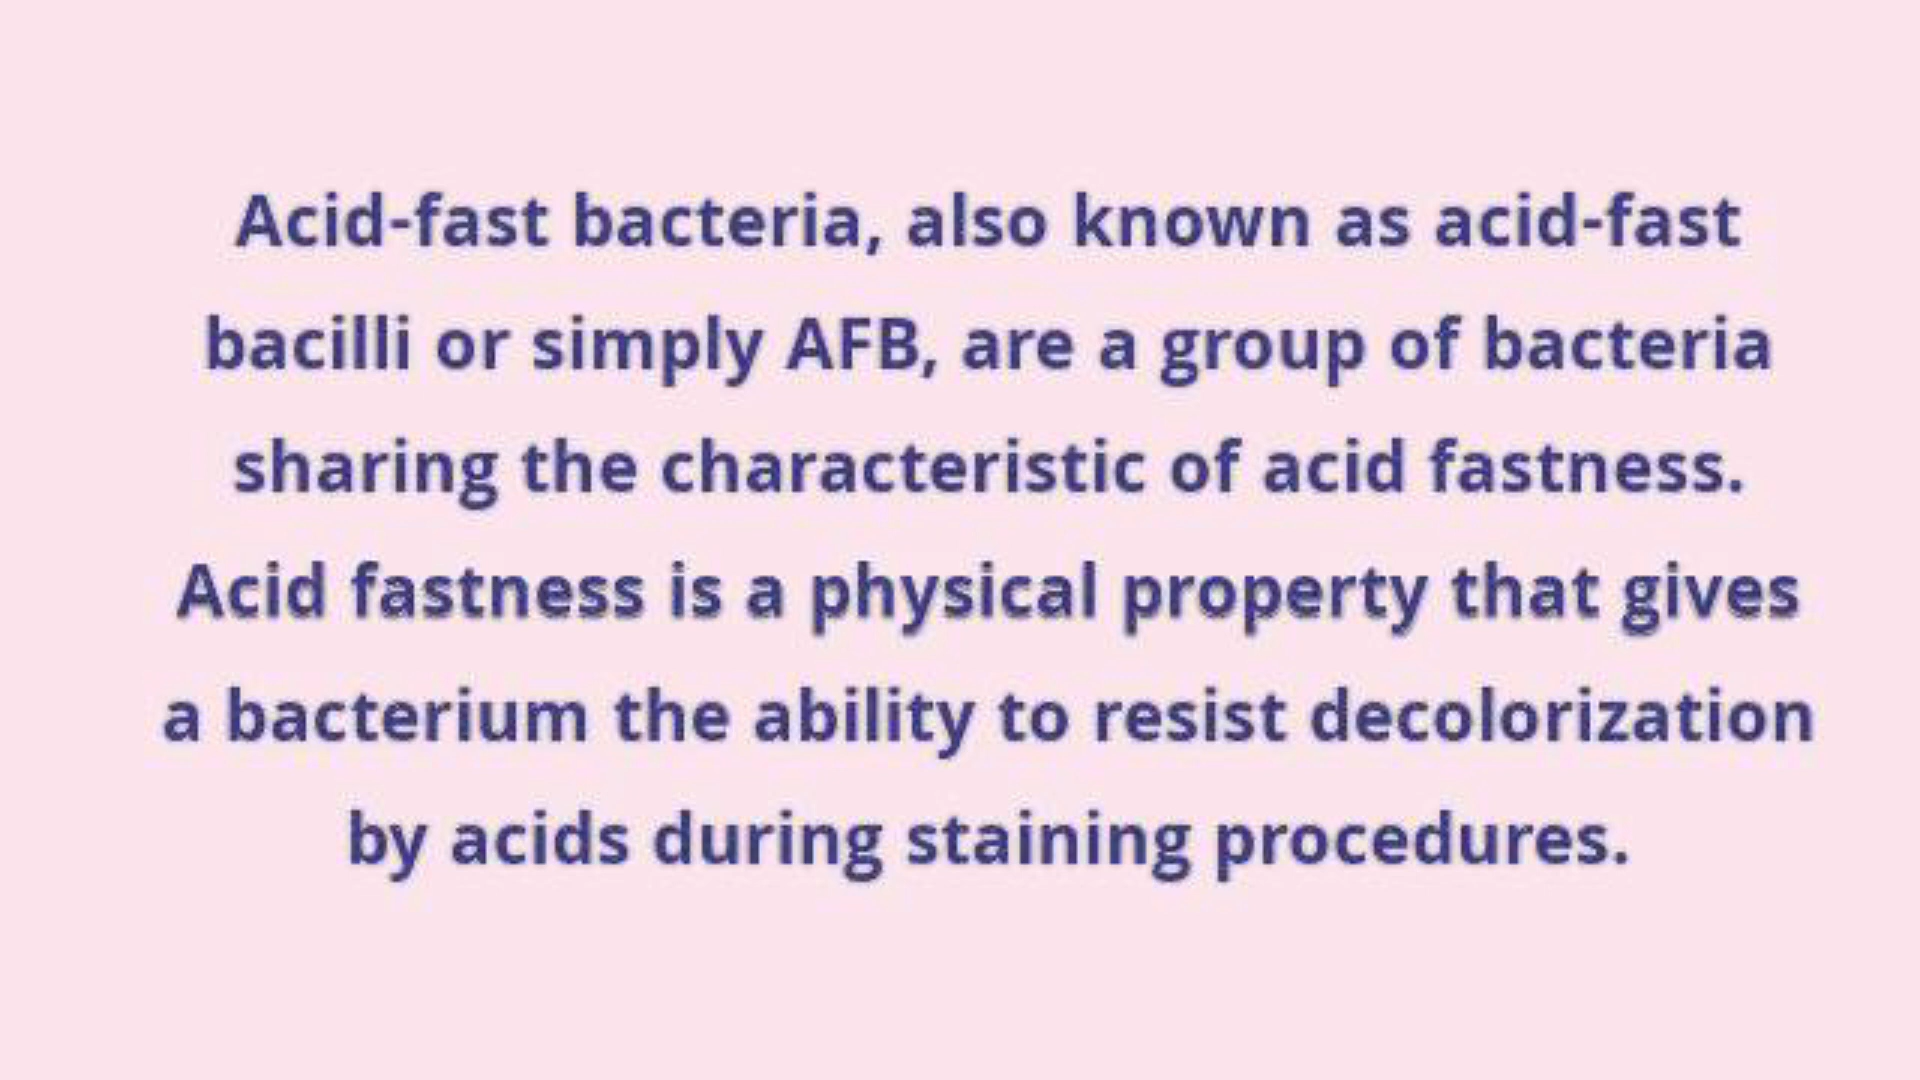 Acid-fast bacteria, also known as acid-fast
bacilli or simply AFB, are a group of bacteria
sharing the characteristic of acid fastness.
Acid fastness is a physical property that gives
a bacterium the ability to resist decolorization
by acids during staining procedures.